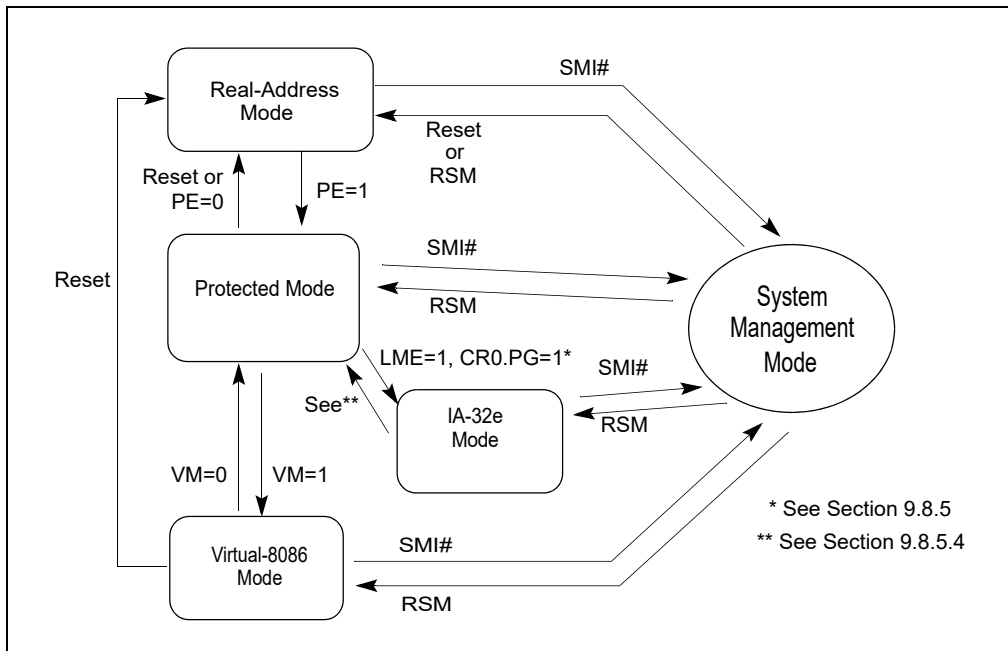 SMI#
Real-Address
Mode
Reset
or
RSM
Reset or
PE=0
PE=1
SMI#
Reset
Protected Mode
RSM
System
Management
Mode
LME=1, CR0.PG=1*
SMI#
See**
IA-32e
Mode
RSM
VM=0
VM=1
* See Section 9.8.5
** See Section 9.8.5.4
Virtual-8086
Mode
SMI#
RSM